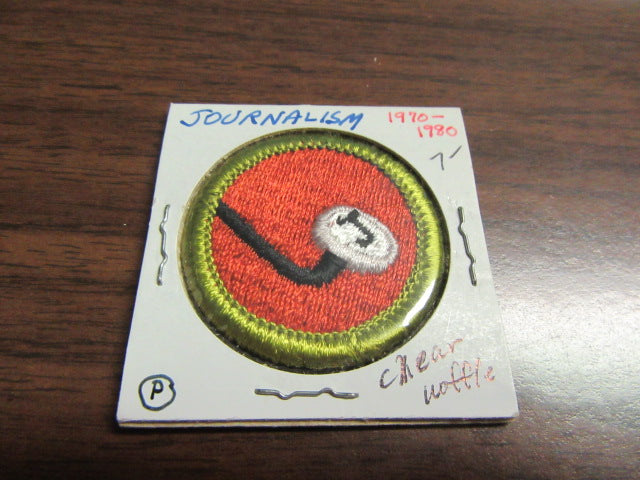 JOURNALISM
1970-
1980
7-
J
P
clear
waffle